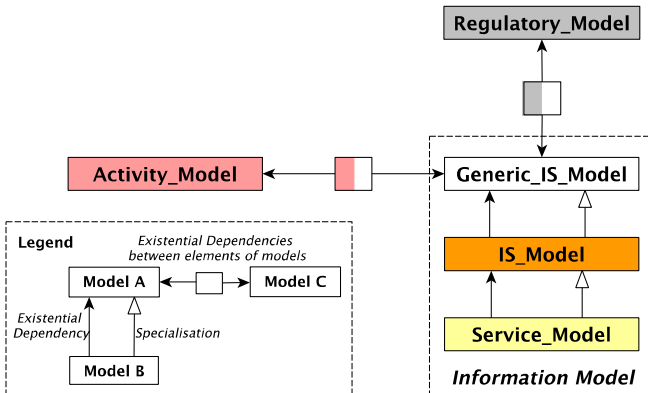 Regulatory_Model
Activity_Model
Generic_IS_Model
IS_Model
Service_Model
Information Model
Legend
Existential Dependencies
between elements of models
Model A
Model C
Existential
Dependency
Specialisation
Model B